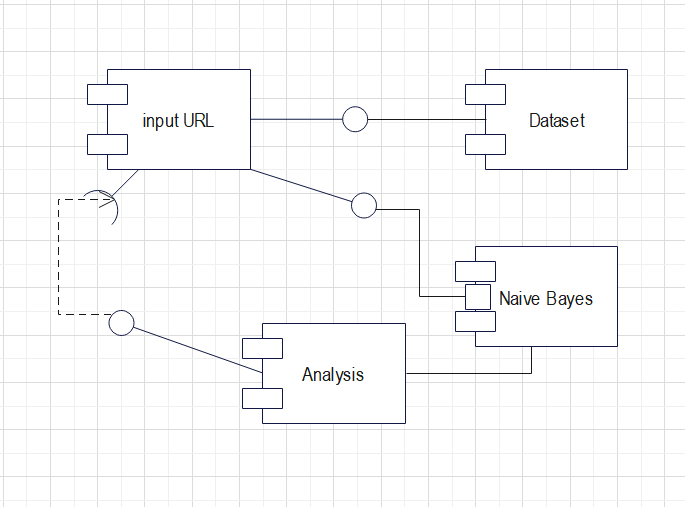 input URL
Dataset
Naive Bayes
Analysis